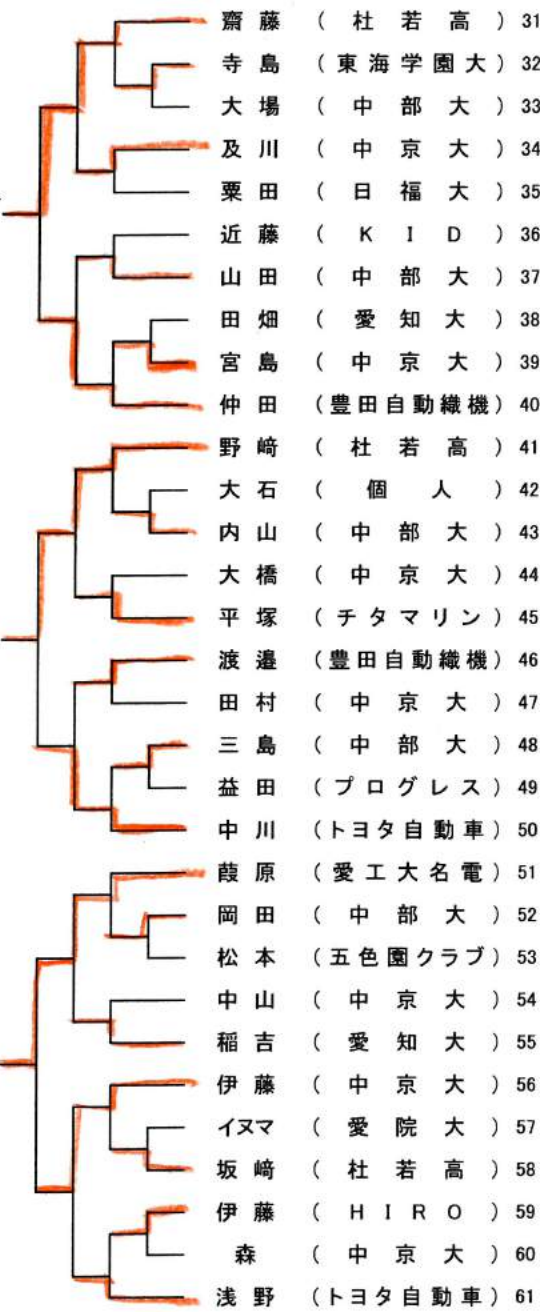 齋藤 （ 杜若高 ） 31
寺島 （ 東海学園大 ） 32
大場 （ 中部大 ） 33
及川 （ 中京大 ） 34
粟田 （ 日福大 ） 35
近藤 （ KID ） 36
山田 （ 中部大 ） 37
田畑 （ 愛知大 ） 38
宮島 （ 中京大 ） 39
仲田 （ 豊田自動織機 ） 40
野﨑 （ 杜若高 ） 41
大石 （ 個人 ） 42
内山 （ 中部大 ） 43
大橋 （ 中京大 ） 44
平塚 （ チタマリン ） 45
渡邉 （ 豊田自動織機 ） 46
田村 （ 中京大 ） 47
三島 （ 中部大 ） 48
益田 （ プログレス ） 49
中川 （ トヨタ自動車 ） 50
葭原 （ 愛工大名電 ） 51
岡田 （ 中部大 ） 52
松本 （ 五色園クラブ ） 53
中山 （ 中京大 ） 54
稲吉 （ 愛知大 ） 55
伊藤 （ 中京大 ） 56
イヌマ （ 愛院大 ） 57
坂﨑 （ 杜若高 ） 58
伊藤 （ HIRO ） 59
森 （ 中京大 ） 60
浅野 （ トヨタ自動車 ） 61